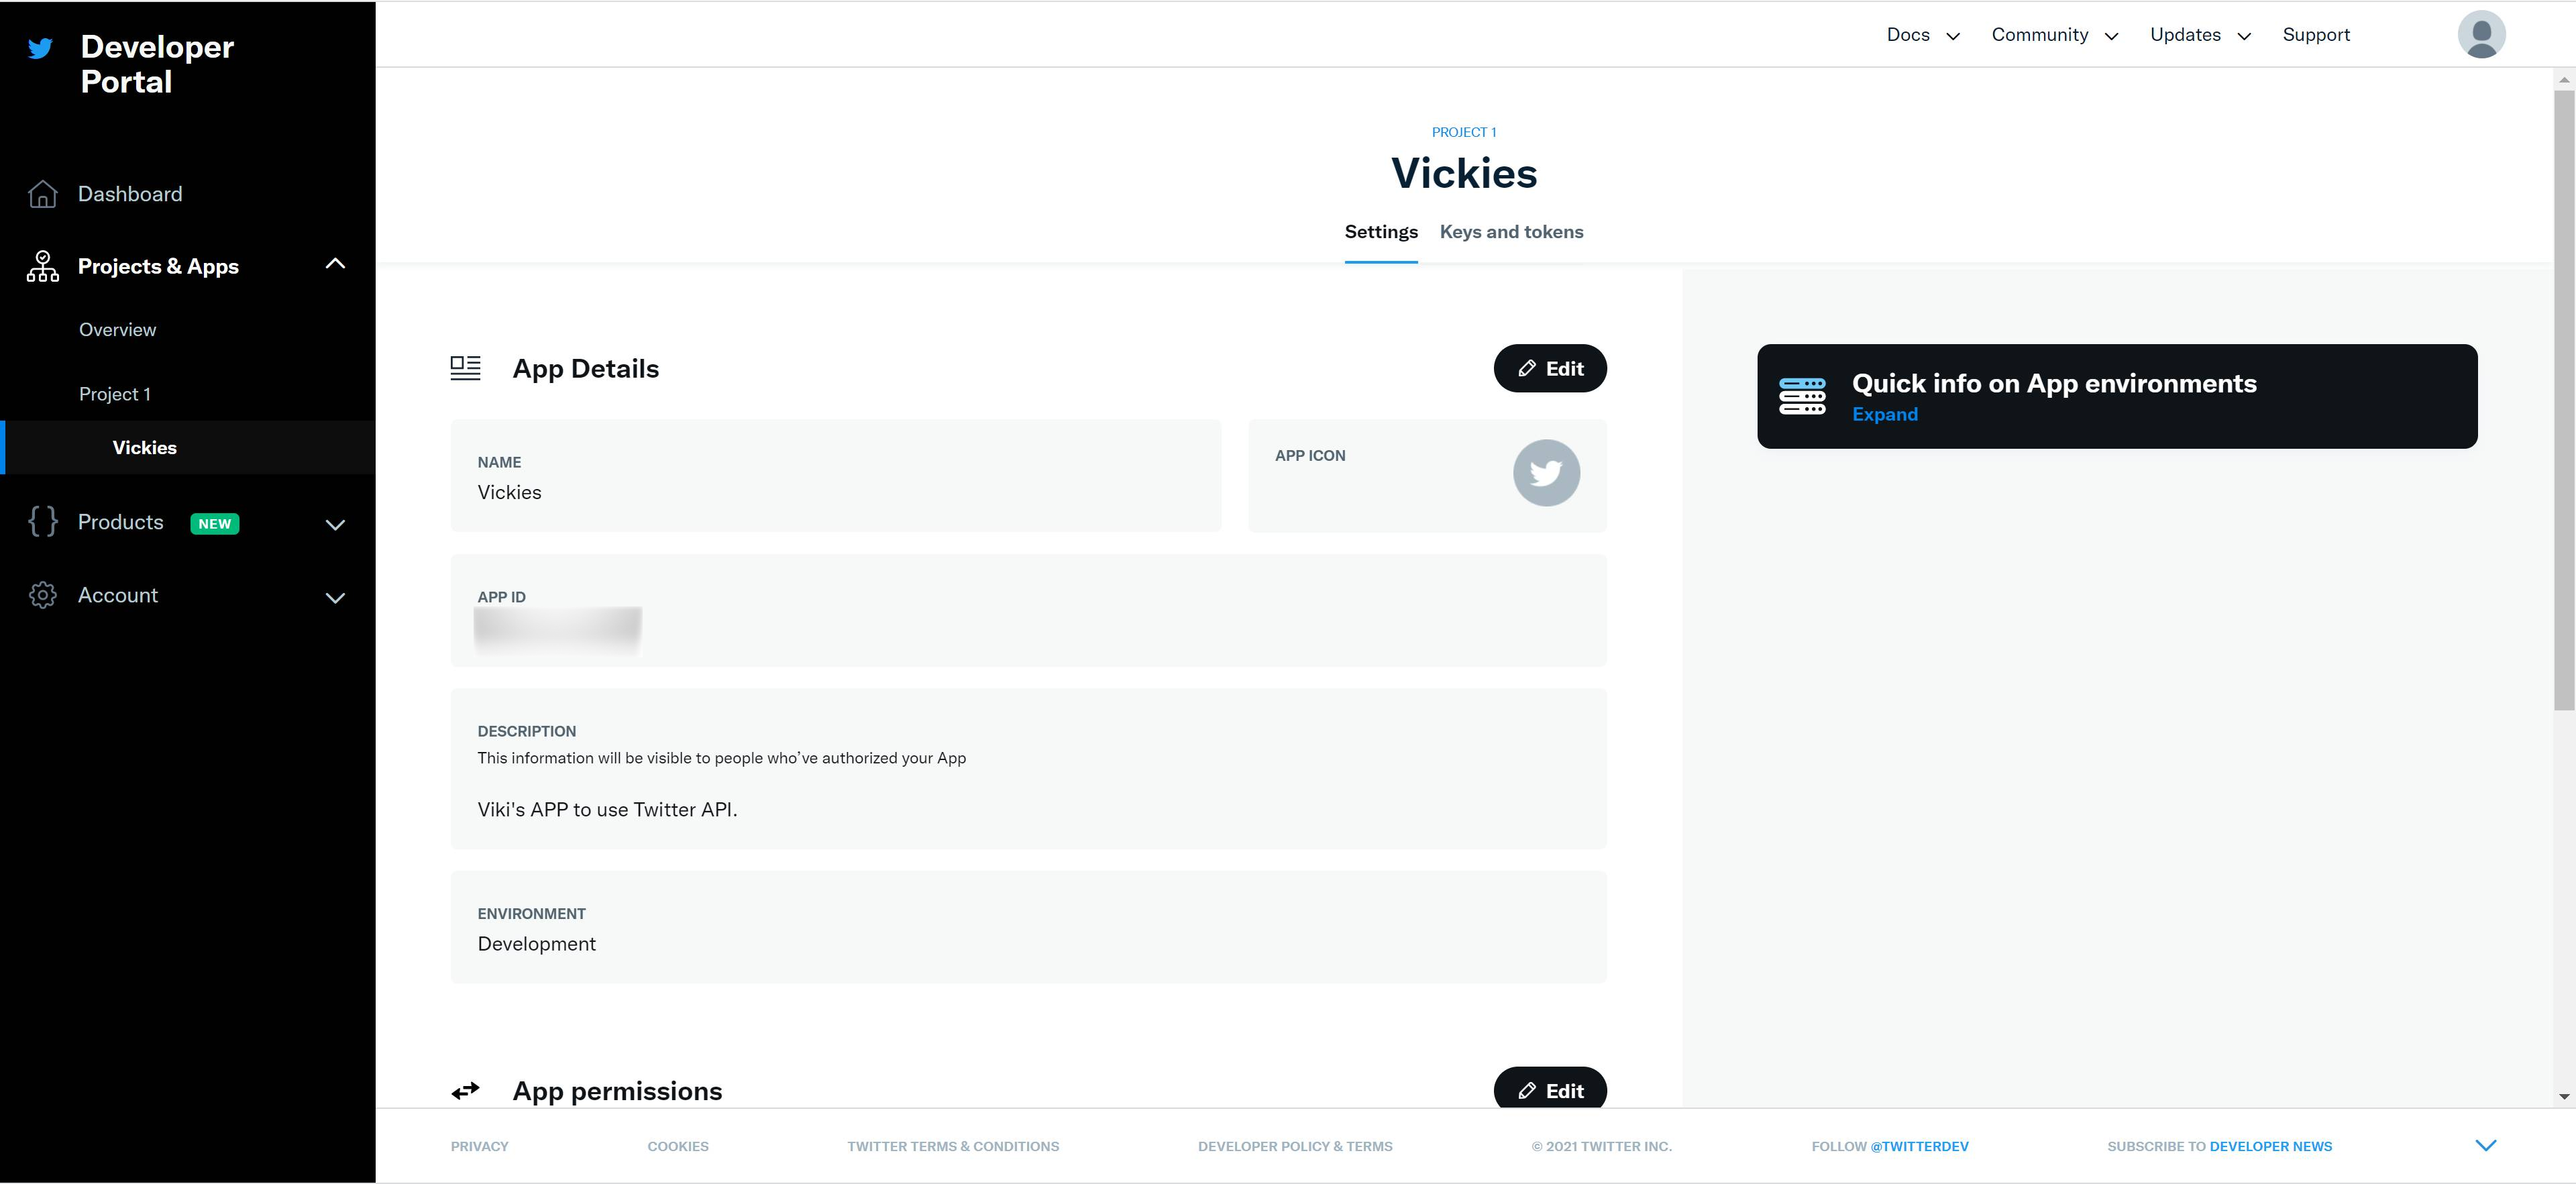 Developer
Portal
Dashboard
Projects & Apps
Overview
Project 1
Vickies
Products NEW
Account
Docs Community Updates Support
PROJECT 1
Vickies
Settings Keys and tokens
App Details
Edit
NAME
Vickies
APP ICON
APP ID
DESCRIPTION
This information will be visible to people who've authorized your App
Viki's APP to use Twitter API.
ENVIRONMENT
Development
Quick info on App environments
Expand
App permissions
Edit
PRIVACY COOKIES TWITTER TERMS & CONDITIONS DEVELOPER POLICY & TERMS © 2021 TWITTER INC. FOLLOW @TWITTERDEV SUBSCRIBE TO DEVELOPER NEWS